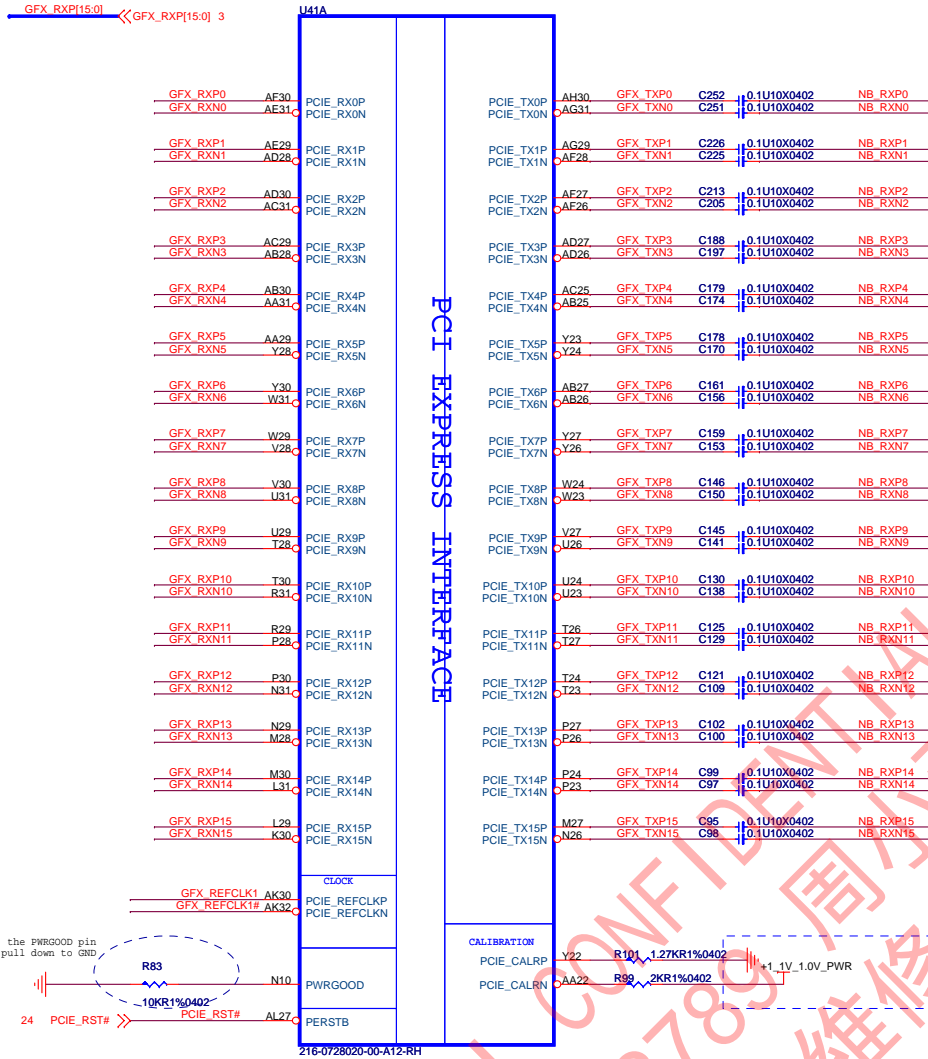 GFX_RXP[15:0] GFX_RXP[15:0] 3 U41A
GFX_RXP0 AF30 PCIE_RX0P PCIE_TX0P AH30 GFX_TXP0 C252 0.1U10X0402 NB_RXP0
GFX_RXN0 AE31 PCIE_RX0N PCIE_TX0N AG31 GFX_TXN0 C251 0.1U10X0402 NB_RXN0
GFX_RXP1 AE29 PCIE_RX1P PCIE_TX1P AG29 GFX_TXP1 C226 0.1U10X0402 NB_RXP1
GFX_RXN1 AD28 PCIE_RX1N PCIE_TX1N AF28 GFX_TXN1 C225 0.1U10X0402 NB_RXN1
GFX_RXP2 AD30 PCIE_RX2P PCIE_TX2P AF27 GFX_TXP2 C213 0.1U10X0402 NB_RXP2
GFX_RXN2 AC31 PCIE_RX2N PCIE_TX2N AF26 GFX_TXN2 C205 0.1U10X0402 NB_RXN2
GFX_RXP3 AC29 PCIE_RX3P PCIE_TX3P AD27 GFX_TXP3 C188 0.1U10X0402 NB_RXP3
GFX_RXN3 AB28 PCIE_RX3N PCIE_TX3N AD26 GFX_TXN3 C197 0.1U10X0402 NB_RXN3
GFX_RXP4 AB30 PCIE_RX4P PCIE_TX4P AC25 GFX_TXP4 C179 0.1U10X0402 NB_RXP4
GFX_RXN4 AA31 PCIE_RX4N PCIE_TX4N AB25 GFX_TXN4 C174 0.1U10X0402 NB_RXN4
GFX_RXP5 AA29 PCIE_RX5P PCIE_TX5P Y23 GFX_TXP5 C178 0.1U10X0402 NB_RXP5
GFX_RXN5 Y28 PCIE_RX5N PCIE_TX5N Y24 GFX_TXN5 C170 0.1U10X0402 NB_RXN5
GFX_RXP6 Y30 PCIE_RX6P PCIE_TX6P AB27 GFX_TXP6 C161 0.1U10X0402 NB_RXP6
GFX_RXN6 W31 PCIE_RX6N PCIE_TX6N AB26 GFX_TXN6 C156 0.1U10X0402 NB_RXN6
GFX_RXP7 W29 PCIE_RX7P PCIE_TX7P Y27 GFX_TXP7 C159 0.1U10X0402 NB_RXP7
GFX_RXN7 V28 PCIE_RX7N PCIE_TX7N Y26 GFX_TXN7 C153 0.1U10X0402 NB_RXN7
GFX_RXP8 V30 PCIE_RX8P PCIE_TX8P W24 GFX_TXP8 C146 0.1U10X0402 NB_RXP8
GFX_RXN8 U31 PCIE_RX8N PCIE_TX8N W23 GFX_TXN8 C150 0.1U10X0402 NB_RXN8
GFX_RXP9 U29 PCIE_RX9P PCIE_TX9P V27 GFX_TXP9 C145 0.1U10X0402 NB_RXP9
GFX_RXN9 T28 PCIE_RX9N PCIE_TX9N U26 GFX_TXN9 C141 0.1U10X0402 NB_RXN9
GFX_RXP10 T30 PCIE_RX10P PCIE_TX10P U24 GFX_TXP10 C130 0.1U10X0402 NB_RXP10
GFX_RXN10 R31 PCIE_RX10N PCIE_TX10N U23 GFX_TXN10 C138 0.1U10X0402 NB_RXN10
GFX_RXP11 R29 PCIE_RX11P PCIE_TX11P T26 GFX_TXP11 C125 0.1U10X0402 NB_RXP11
GFX_RXN11 P28 PCIE_RX11N PCIE_TX11N T27 GFX_TXN11 C129 0.1U10X0402 NB_RXN11
GFX_RXP12 P30 PCIE_RX12P PCIE_TX12P T24 GFX_TXP12 C121 0.1U10X0402 NB_RXP12
GFX_RXN12 N31 PCIE_RX12N PCIE_TX12N T23 GFX_TXN12 C109 0.1U10X0402 NB_RXN12
GFX_RXP13 N29 PCIE_RX13P PCIE_TX13P P27 GFX_TXP13 C102 0.1U10X0402 NB_RXP13
GFX_RXN13 M28 PCIE_RX13N PCIE_TX13N P26 GFX_TXN13 C100 0.1U10X0402 NB_RXN13
GFX_RXP14 M30 PCIE_RX14P PCIE_TX14P P24 GFX_TXP14 C99 0.1U10X0402 NB_RXP14
GFX_RXN14 L31 PCIE_RX14N PCIE_TX14N P23 GFX_TXN14 C97 0.1U10X0402 NB_RXN14
GFX_RXP15 L29 PCIE_RX15P PCIE_TX15P M27 GFX_TXP15 C95 0.1U10X0402 NB_RXP15
GFX_RXN15 K30 PCIE_RX15N PCIE_TX15N N26 GFX_TXN15 C98 0.1U10X0402 NB_RXN15
PCI EXPRESS INTERFACE
CLOCK
GFX_REFCLK1 AK30 PCIE_REFCLKP
GFX_REFCLK1# AK32 PCIE_REFCLKN
CALIBRATION
the PWRGOOD pin
pull down to GND
PCIE_CALRP Y22 R101 1.27KR1%0402
R83 +1_1V_1.0V_PWR
N10 PWRGOOD PCIE_CALRN AA22 R99 2KR1%0402
10KR1%0402
24 PCIE_RST# PCIE_RST# AL27 PERSTB
216-0728020-00-A12-RH
CONFIDENTIAL
789 周小
維修